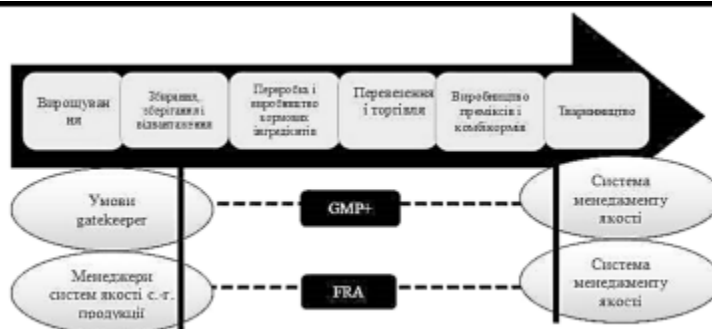 Вирощуван
ня
Збирання,
зберігання і
відвантаження
Переробка і
виробництво
кормових
інгредієнтів
Перевезення
і торгівля
Виробництво
преміксів і
комбікормів
Тваринництво
Умови
gatekeeper
GMP+
Система
менеджменту
якості
Менеджери
систем якості с.-г.
продукції
FRA
Система
менеджменту
якості